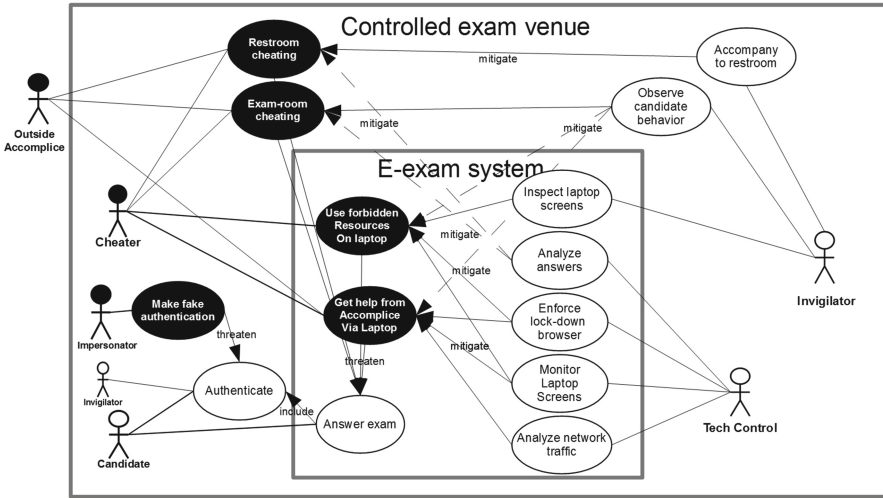 Controlled exam venue
Restroom
cheating
mitigate
Accompany
to restroom
Exam-room
cheating
mitigate
mitigate
Observe
candidate
behavior
Outside
Accomplice
E-exam system
Cheater
Use forbidden
Resources
On laptop
mitigate
Inspect laptop
screens
Analyze
answers
mitigate
Invigilator
Make fake
authentication
Impersonator
threaten
Get help from
Accomplice
Via Laptop
threaten
mitigate
Enforce
lock-down
browser
Monitor
Laptop
Screens
Tech Control
Invigilator
Authenticate
include
Answer exam
Analyze network
traffic
Candidate